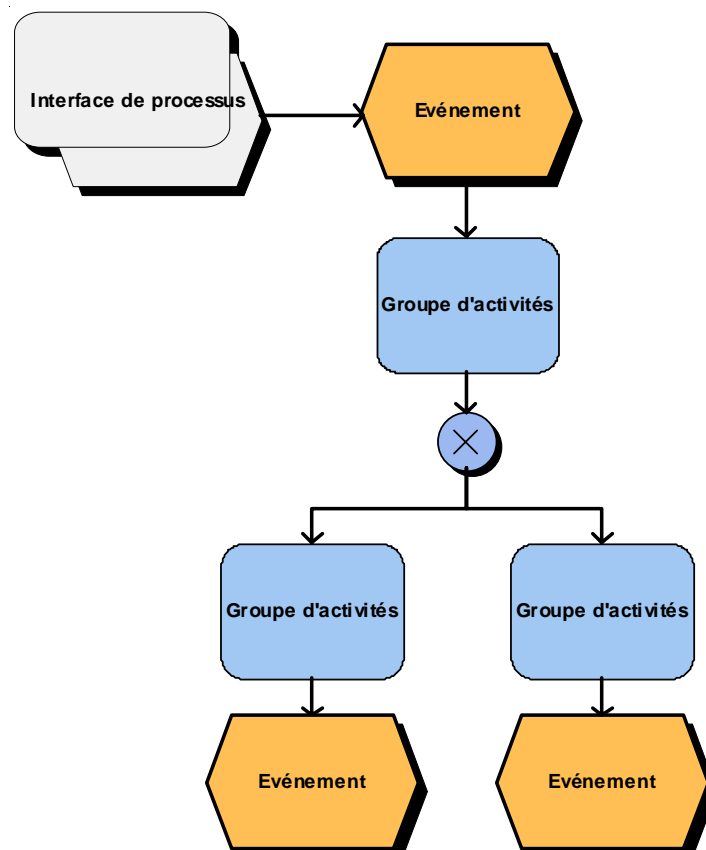 Interface de processus
Evénement
Groupe d'activités
Groupe d'activités
Groupe d'activités
Evénement
Evénement